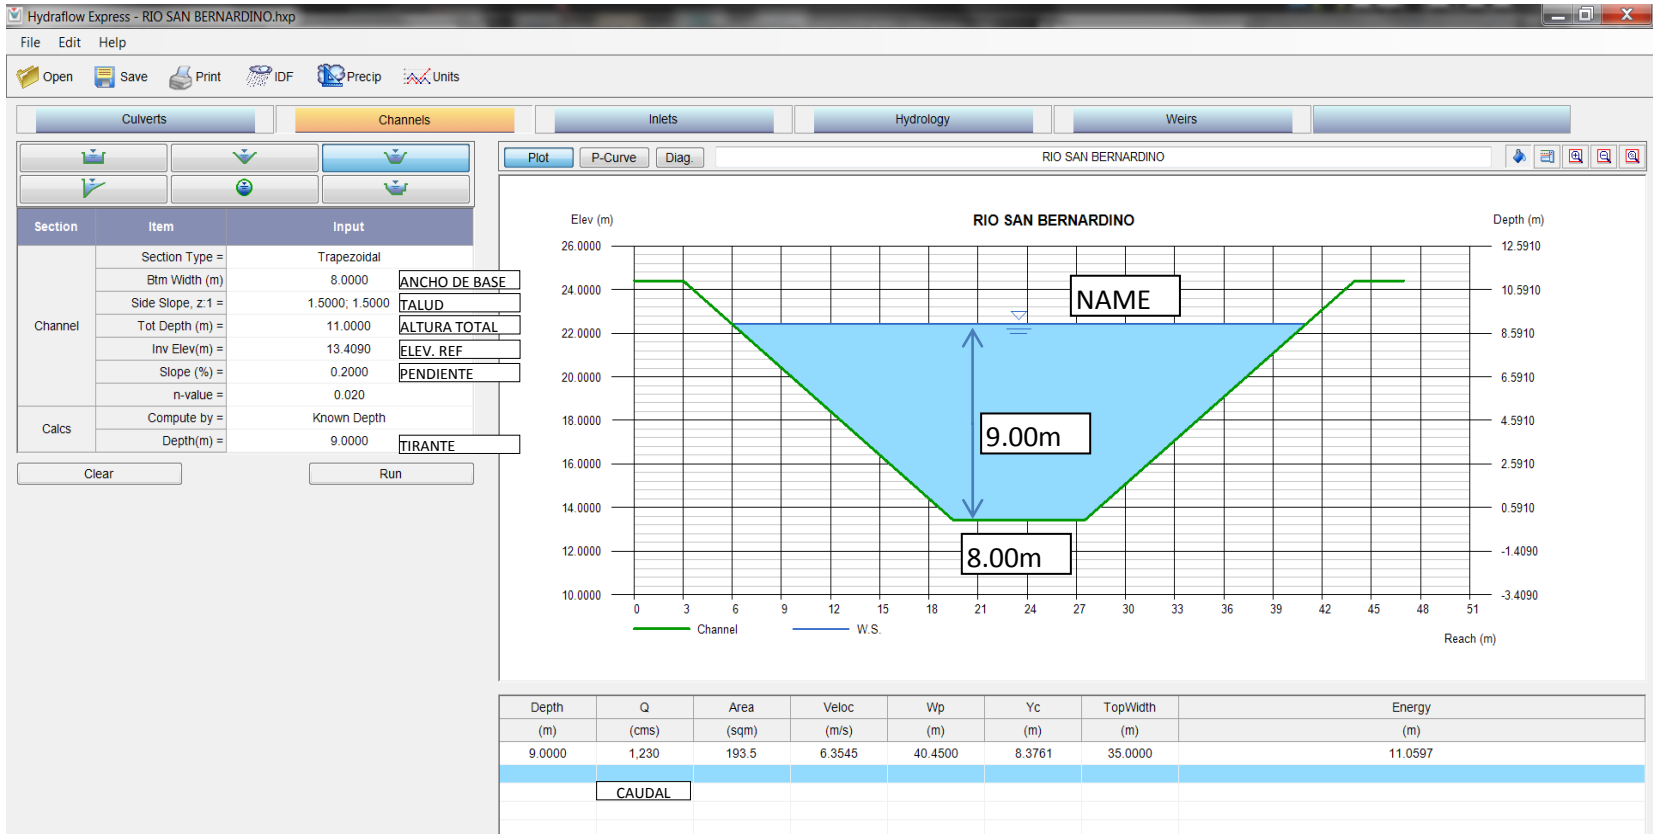 Hydraflow Express - RIO SAN BERNARDINO.hxp
File Edit Help
Open Save Print IDF Precip Units
Culverts Channels Inlets Hydrology Weirs
Plot P-Curve Diag. RIO SAN BERNARDINO
Section Item Input
Section Type = Trapezoidal
Btm Width (m) 8.0000 ANCHO DE BASE
Side Slope, z:1 = 1.5000; 1.5000 TALUD
Channel Tot Depth (m) = 11.0000 ALTURA TOTAL
Inv Elev(m) = 13.4090 ELEV. REF
Slope (%) = 0.2000 PENDIENTE
n-value = 0.020
Calcs Compute by = Known Depth
Depth(m) = 9.0000 TIRANTE
Clear Run
Elev (m) RIO SAN BERNARDINO Depth (m)
26.0000 12.5910
24.0000 NAME 10.5910
22.0000 8.5910
20.0000 6.5910
18.0000 4.5910
9.00m
16.0000 2.5910
14.0000 0.5910
12.0000 8.00m -1.4090
10.0000 -3.4090
0 3 6 9 12 15 18 21 24 27 30 33 36 39 42 45 48 51
Channel W.S.
Reach (m)
Depth Q Area Veloc Wp Yc TopWidth Energy
(m) (cms) (sqm) (m/s) (m) (m) (m) (m)
9.0000 1,230 193.5 6.3545 40.4500 8.3761 35.0000 11.0597
CAUDAL